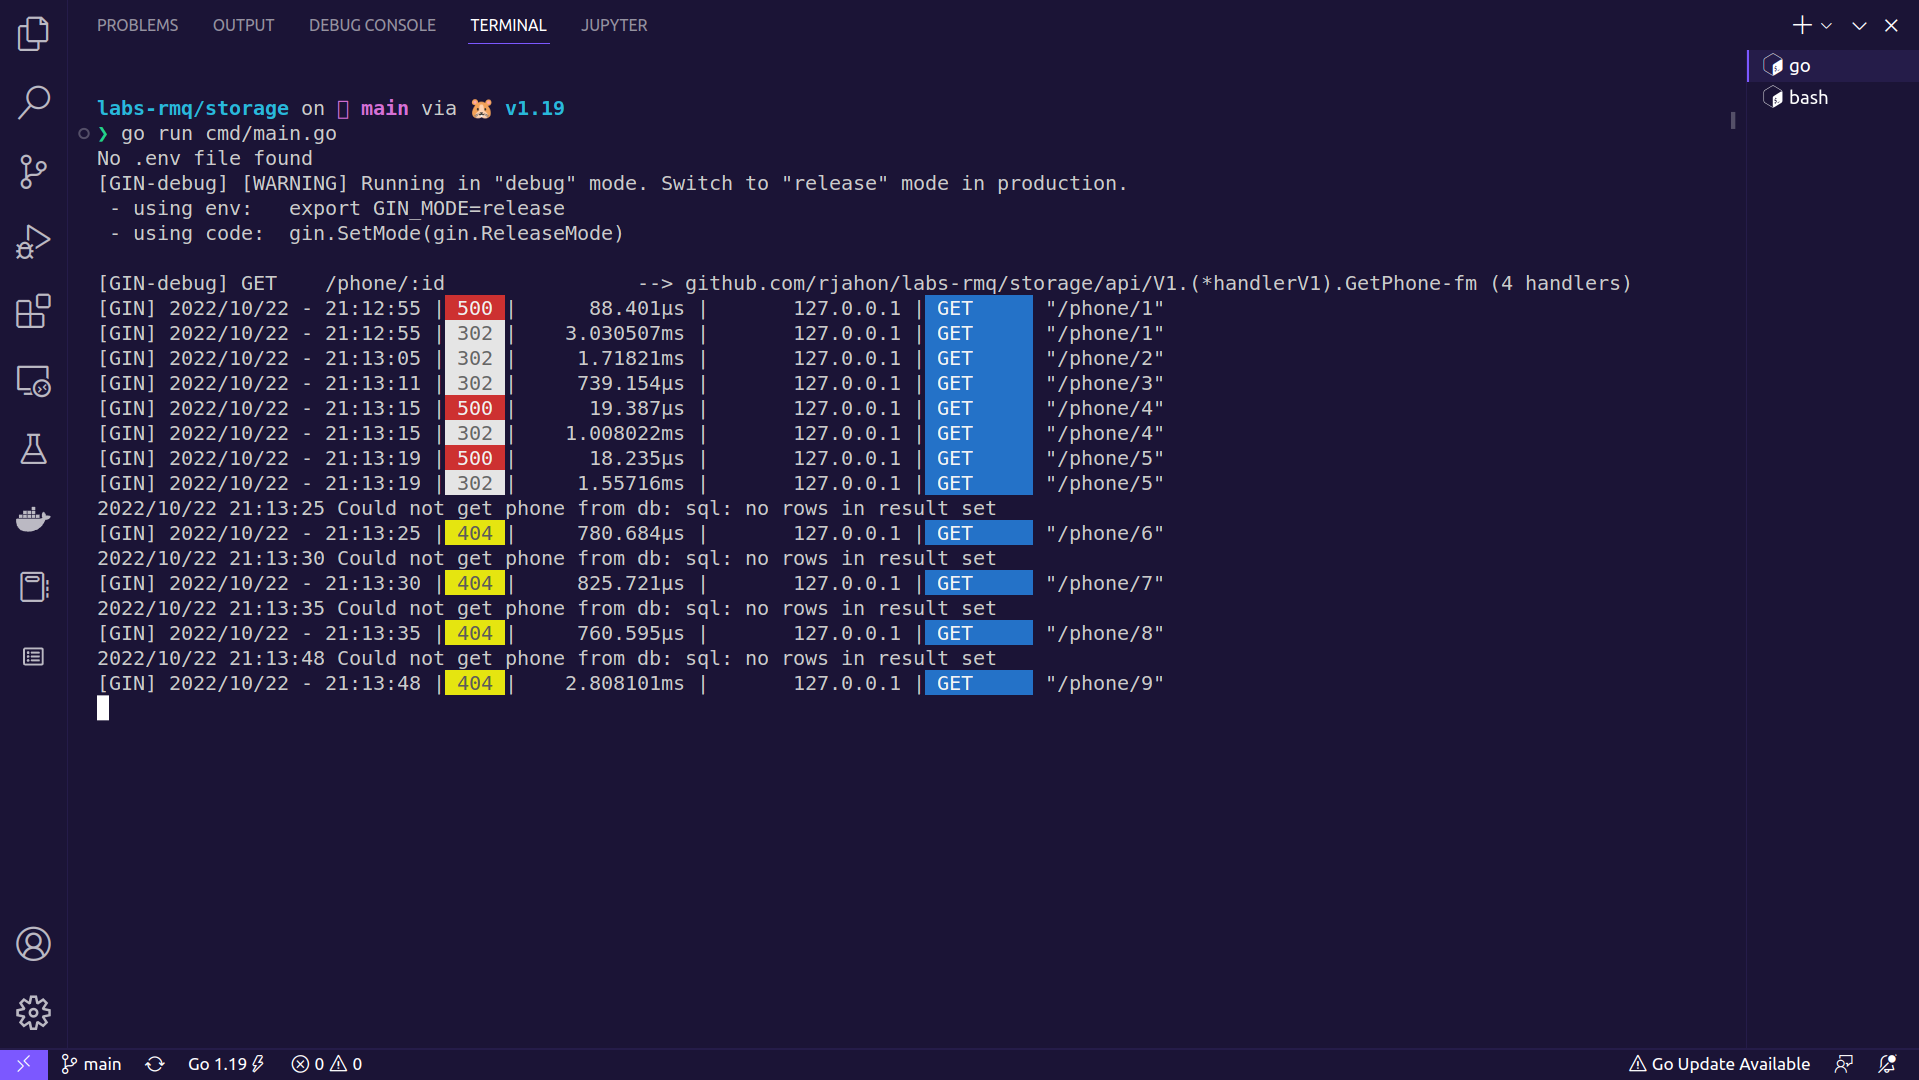 PROBLEMS OUTPUT DEBUG CONSOLE TERMINAL JUPYTER
go
bash
labs-rmq/storage on main via 🐹 v1.19
❯ go run cmd/main.go
No .env file found
[GIN-debug] [WARNING] Running in "debug" mode. Switch to "release" mode in production.
 - using env:   export GIN_MODE=release
 - using code:  gin.SetMode(gin.ReleaseMode)
[GIN-debug] GET    /phone/:id                --> github.com/rjahon/labs-rmq/storage/api/V1.(*handlerV1).GetPhone-fm (4 handlers)
[GIN] 2022/10/22 - 21:12:55 | 500 |      88.401µs |       127.0.0.1 | GET      "/phone/1"
[GIN] 2022/10/22 - 21:12:55 | 302 |    3.030507ms |       127.0.0.1 | GET      "/phone/1"
[GIN] 2022/10/22 - 21:13:05 | 302 |     1.71821ms |       127.0.0.1 | GET      "/phone/2"
[GIN] 2022/10/22 - 21:13:11 | 302 |     739.154µs |       127.0.0.1 | GET      "/phone/3"
[GIN] 2022/10/22 - 21:13:15 | 500 |      19.387µs |       127.0.0.1 | GET      "/phone/4"
[GIN] 2022/10/22 - 21:13:15 | 302 |    1.008022ms |       127.0.0.1 | GET      "/phone/4"
[GIN] 2022/10/22 - 21:13:19 | 500 |      18.235µs |       127.0.0.1 | GET      "/phone/5"
[GIN] 2022/10/22 - 21:13:19 | 302 |     1.55716ms |       127.0.0.1 | GET      "/phone/5"
2022/10/22 21:13:25 Could not get phone from db: sql: no rows in result set
[GIN] 2022/10/22 - 21:13:25 | 404 |     780.684µs |       127.0.0.1 | GET      "/phone/6"
2022/10/22 21:13:30 Could not get phone from db: sql: no rows in result set
[GIN] 2022/10/22 - 21:13:30 | 404 |     825.721µs |       127.0.0.1 | GET      "/phone/7"
2022/10/22 21:13:35 Could not get phone from db: sql: no rows in result set
[GIN] 2022/10/22 - 21:13:35 | 404 |     760.595µs |       127.0.0.1 | GET      "/phone/8"
2022/10/22 21:13:48 Could not get phone from db: sql: no rows in result set
[GIN] 2022/10/22 - 21:13:48 | 404 |    2.808101ms |       127.0.0.1 | GET      "/phone/9"
main Go 1.19 0 0 Go Update Available